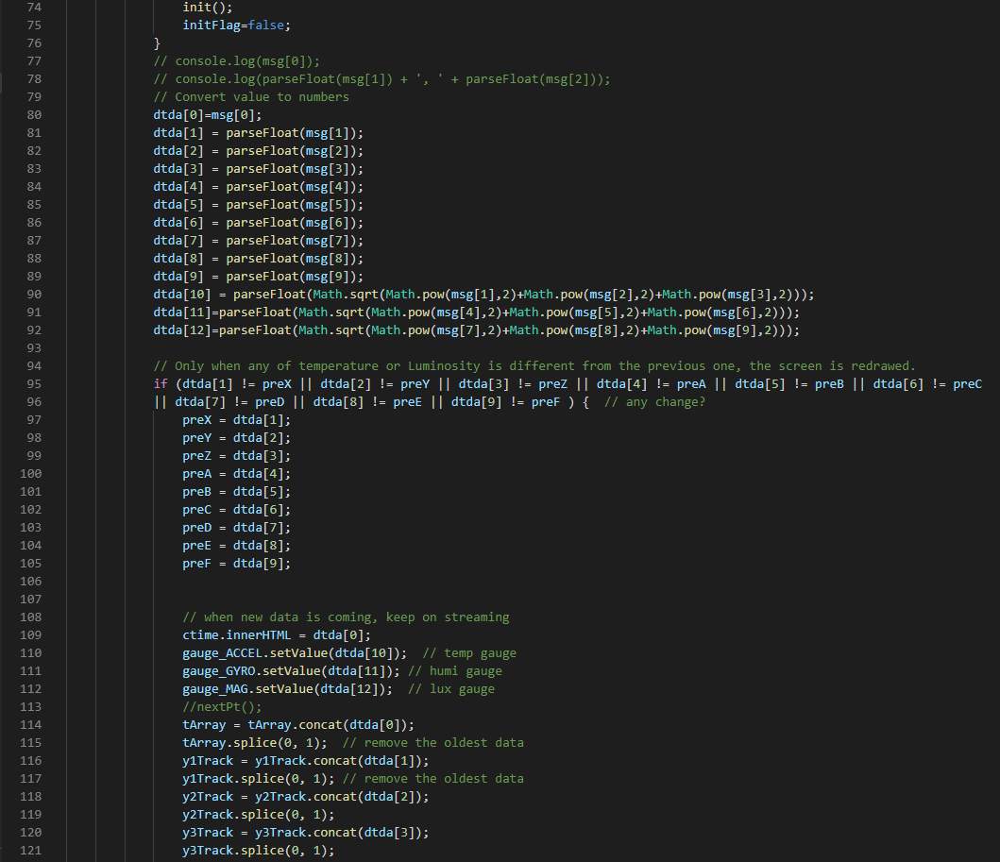 74 init();
75 initFlag=false;
76 }
77 // console.log(msg[0]);
78 // console.log(parseFloat(msg[1]) + ', ' + parseFloat(msg[2]));
79 // Convert value to numbers
80 dtda[0]=msg[0];
81 dtda[1] = parseFloat(msg[1]);
82 dtda[2] = parseFloat(msg[2]);
83 dtda[3] = parseFloat(msg[3]);
84 dtda[4] = parseFloat(msg[4]);
85 dtda[5] = parseFloat(msg[5]);
86 dtda[6] = parseFloat(msg[6]);
87 dtda[7] = parseFloat(msg[7]);
88 dtda[8] = parseFloat(msg[8]);
89 dtda[9] = parseFloat(msg[9]);
90 dtda[10] = parseFloat(Math.sqrt(Math.pow(msg[1],2)+Math.pow(msg[2],2)+Math.pow(msg[3],2)));
91 dtda[11]=parseFloat(Math.sqrt(Math.pow(msg[4],2)+Math.pow(msg[5],2)+Math.pow(msg[6],2)));
92 dtda[12]=parseFloat(Math.sqrt(Math.pow(msg[7],2)+Math.pow(msg[8],2)+Math.pow(msg[9],2)));
93
94 // Only when any of temperature or Luminosity is different from the previous one, the screen is redrawed.
95 if (dtda[1] != preX || dtda[2] != preY || dtda[3] != preZ || dtda[4] != preA || dtda[5] != preB || dtda[6] != preC
96 || dtda[7] != preD || dtda[8] != preE || dtda[9] != preF ) { // any change?
97 preX = dtda[1];
98 preY = dtda[2];
99 preZ = dtda[3];
100 preA = dtda[4];
101 preB = dtda[5];
102 preC = dtda[6];
103 preD = dtda[7];
104 preE = dtda[8];
105 preF = dtda[9];
106
107
108 // when new data is coming, keep on streaming
109 ctime.innerHTML = dtda[0];
110 gauge_ACCEL.setValue(dtda[10]); // temp gauge
111 gauge_GYRO.setValue(dtda[11]); // humi gauge
112 gauge_MAG.setValue(dtda[12]); // lux gauge
113 //nextPt();
114 tArray = tArray.concat(dtda[0]);
115 tArray.splice(0, 1); // remove the oldest data
116 y1Track = y1Track.concat(dtda[1]);
117 y1Track.splice(0, 1); // remove the oldest data
118 y2Track = y2Track.concat(dtda[2]);
119 y2Track.splice(0, 1);
120 y3Track = y3Track.concat(dtda[3]);
121 y3Track.splice(0, 1);